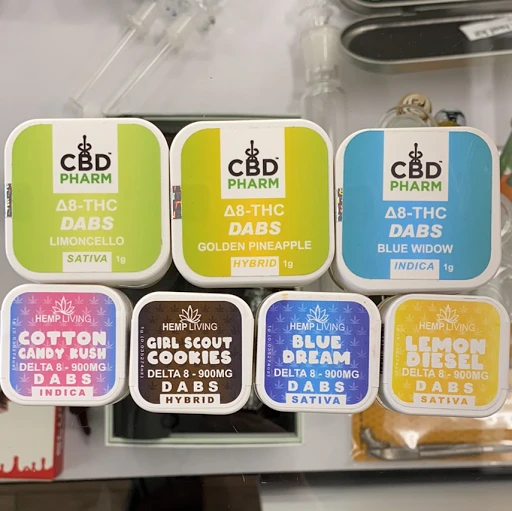 CBD
PHARM
Δ8-THC
DABS
LIMONCELLO
SATIVA 1g
CBD
PHARM
Δ8-THC
DABS
GOLDEN PINEAPPLE
HYBRID 1g
CBD
PHARM
Δ8-THC
DABS
BLUE WIDOW
INDICA 1g
HEMP LIVING
COTTON
CANDY KUSH
DELTA 8 - 900MG
DABS
INDICA
HEMP LIVING
GIRL SCOUT
COOKIES
DELTA 8 - 900MG
DABS
HYBRID
HEMP LIVING
BLUE
DREAM
DELTA 8 - 900MG
DABS
SATIVA
HEMP LIVING
LEMON
DIESEL
DELTA 8 - 900MG
DABS
SATIVA